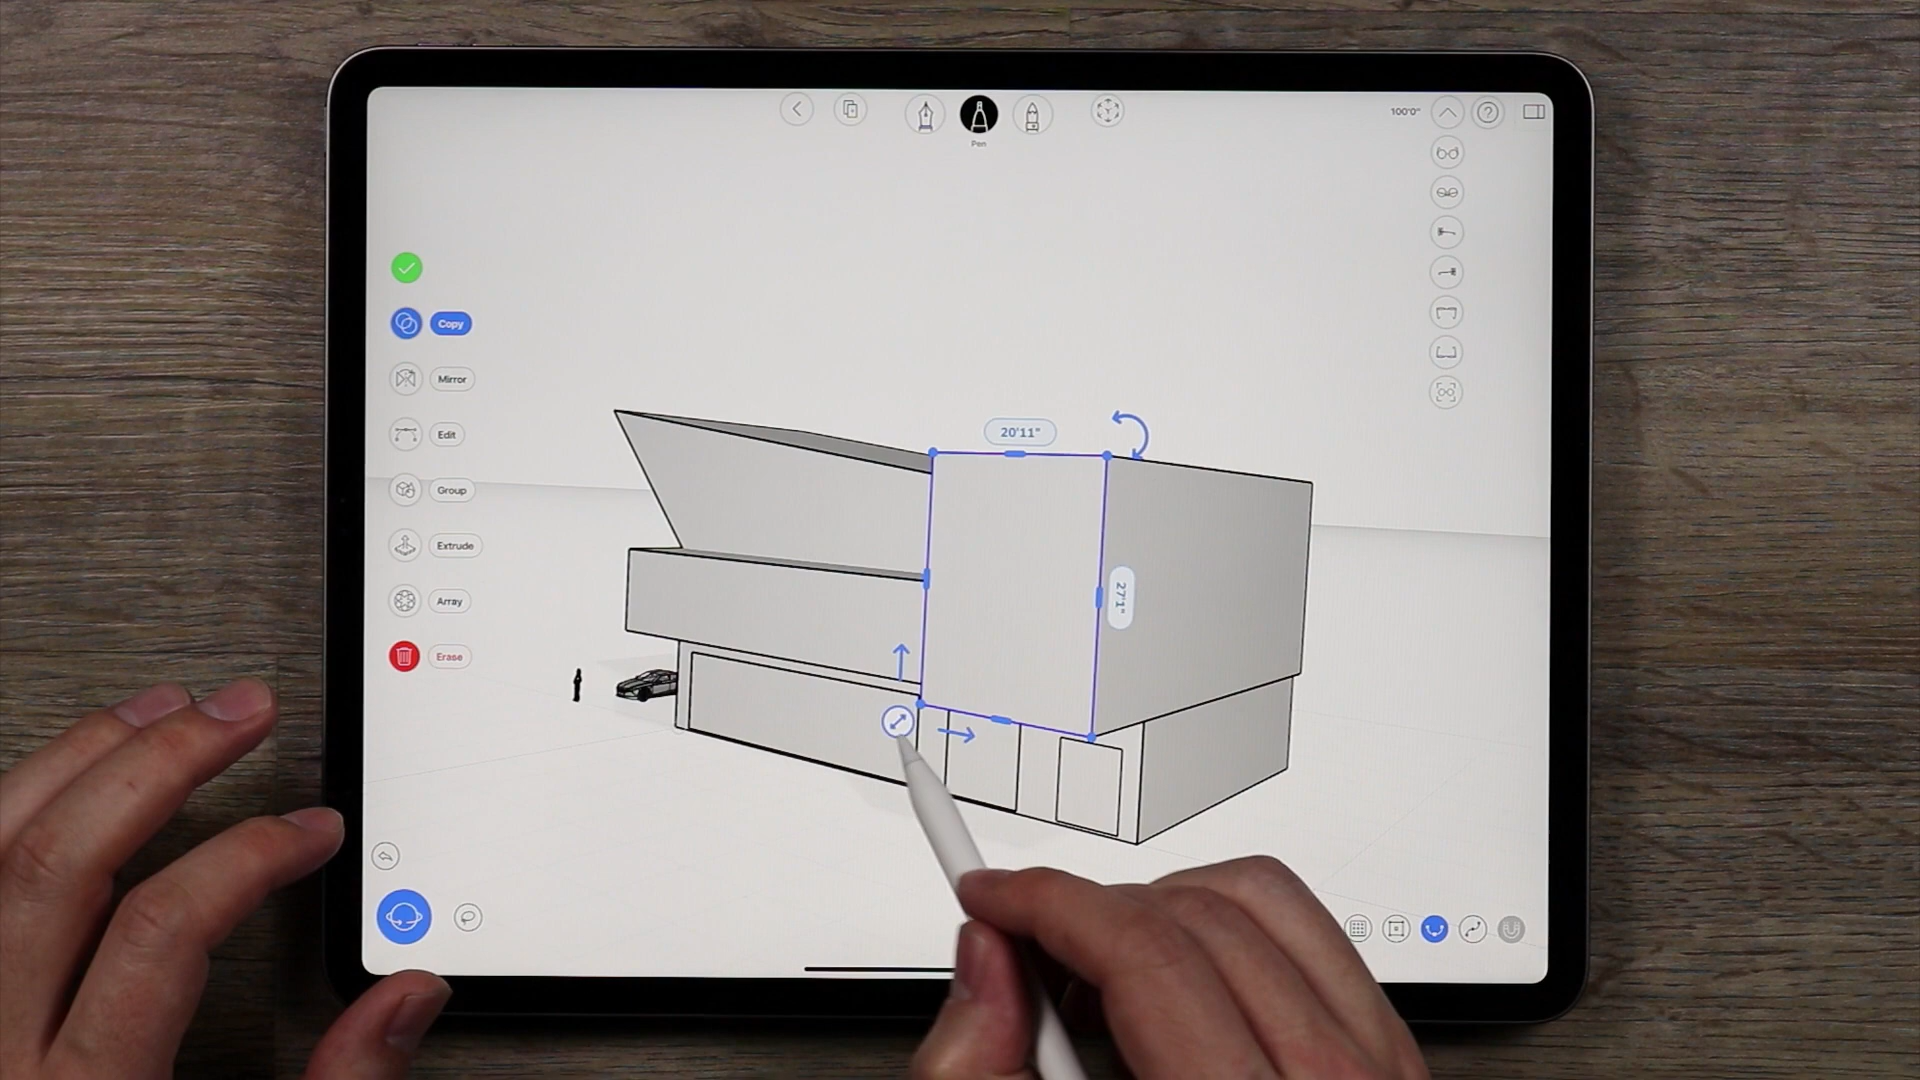 Pen
100'0"
?
Copy
Mirror
Edit
Group
Extrude
Array
Erase
20'11"
27'1"